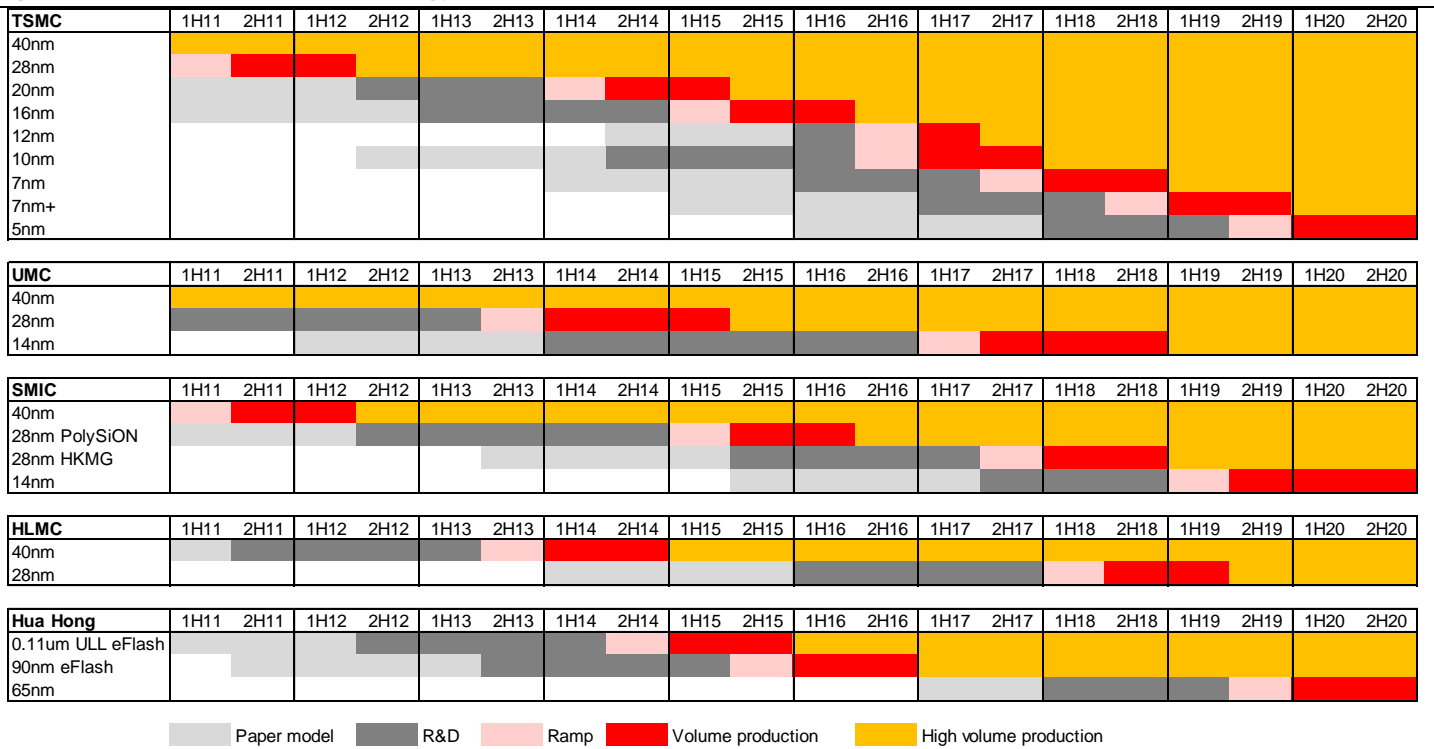 TSMC 1H11 2H11 1H12 2H12 1H13 2H13 1H14 2H14 1H15 2H15 1H16 2H16 1H17 2H17 1H18 2H18 1H19 2H19 1H20 2H20
40nm
28nm
20nm
16nm
12nm
10nm
7nm
7nm+
5nm
UMC 1H11 2H11 1H12 2H12 1H13 2H13 1H14 2H14 1H15 2H15 1H16 2H16 1H17 2H17 1H18 2H18 1H19 2H19 1H20 2H20
40nm
28nm
14nm
SMIC 1H11 2H11 1H12 2H12 1H13 2H13 1H14 2H14 1H15 2H15 1H16 2H16 1H17 2H17 1H18 2H18 1H19 2H19 1H20 2H20
40nm
28nm PolySiON
28nm HKMG
14nm
HLMC 1H11 2H11 1H12 2H12 1H13 2H13 1H14 2H14 1H15 2H15 1H16 2H16 1H17 2H17 1H18 2H18 1H19 2H19 1H20 2H20
40nm
28nm
Hua Hong 1H11 2H11 1H12 2H12 1H13 2H13 1H14 2H14 1H15 2H15 1H16 2H16 1H17 2H17 1H18 2H18 1H19 2H19 1H20 2H20
0.11um ULL eFlash
90nm eFlash
65nm
Paper model R&D Ramp Volume production High volume production